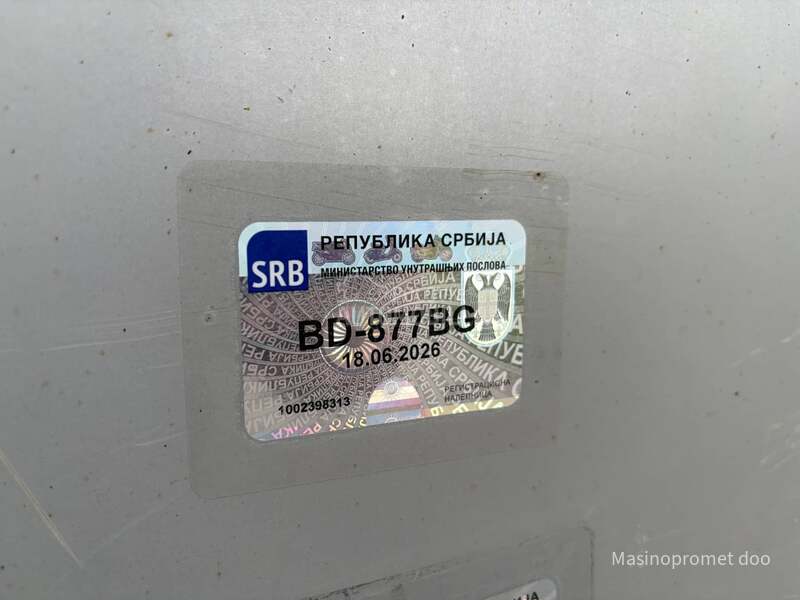 SRB
РЕПУБЛИКА СРБИЈА
МИНИСТАРСТВО УНУТРАШЊИХ ПОСЛОВА
BD-877BG
18.06.2026
1002398313
РЕГИСТРАЦИОНА
НАЛЕПНИЦА
Masinopromet doo